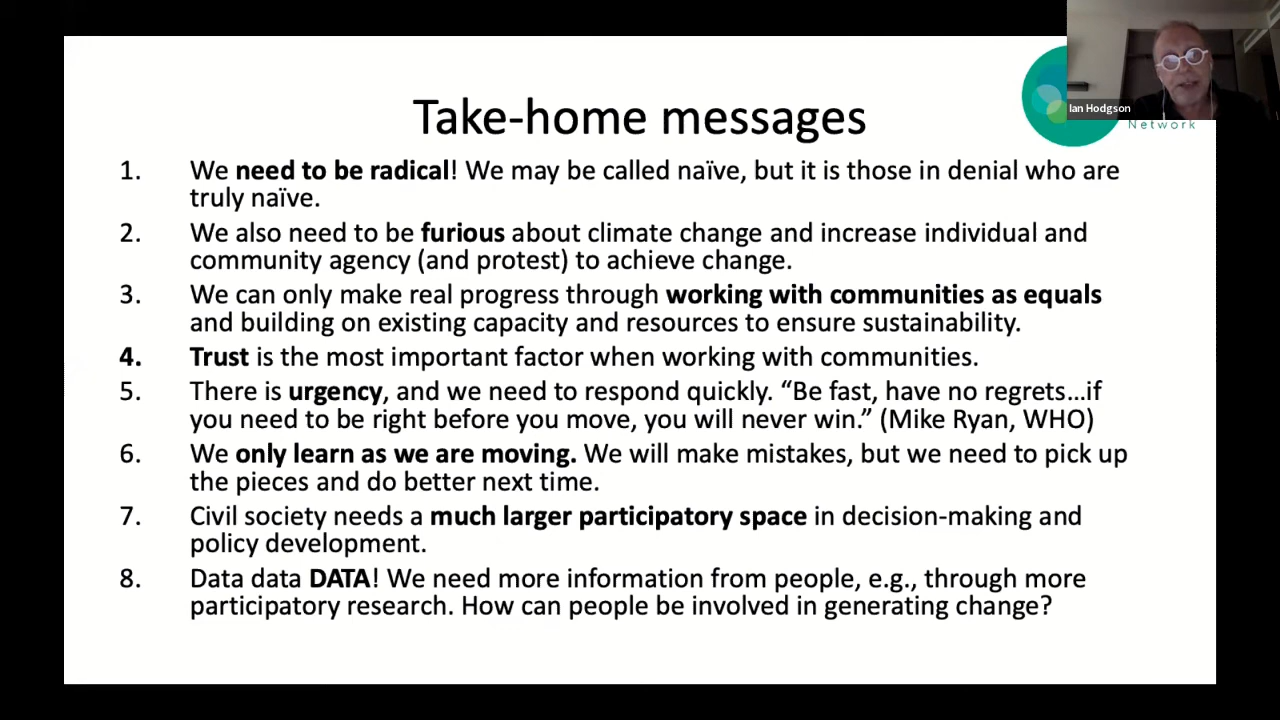 Take-home messages
Ian Hodgson
Network
1. We need to be radical! We may be called naïve, but it is those in denial who are
truly naïve.
2. We also need to be furious about climate change and increase individual and
community agency (and protest) to achieve change.
3. We can only make real progress through working with communities as equals
and building on existing capacity and resources to ensure sustainability.
4. Trust is the most important factor when working with communities.
5. There is urgency, and we need to respond quickly. “Be fast, have no regrets…if
you need to be right before you move, you will never win.” (Mike Ryan, WHO)
6. We only learn as we are moving. We will make mistakes, but we need to pick up
the pieces and do better next time.
7. Civil society needs a much larger participatory space in decision-making and
policy development.
8. Data data DATA! We need more information from people, e.g., through more
participatory research. How can people be involved in generating change?